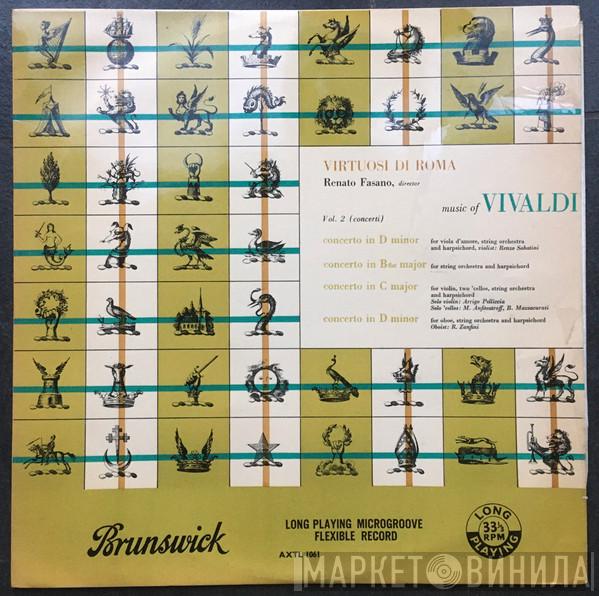 VIRTUOSI DI ROMA
Renato Fasano, director
music of VIVALDI
Vol. 2 (concerti)
concerto in D minor for viola d'amore, string orchestra
and harpsichord, violist: Renzo Sabatini
concerto in B flat major for string orchestra and harpsichord
concerto in C major for violin, two 'cellos, string orchestra
and harpsichord
Solo violin: Arrigo Pelliccia
Solo 'cellos: M. Amfitheatroff, B. Mazzacurati
concerto in D minor for oboe, string orchestra and harpsichord
Oboist: R. Zanfini
Brunswick
LONG PLAYING MICROGROOVE
FLEXIBLE RECORD
AXTL 1061
LONG
33⅓
RPM
PLAYING
МАРКЕТ ВИНИЛА